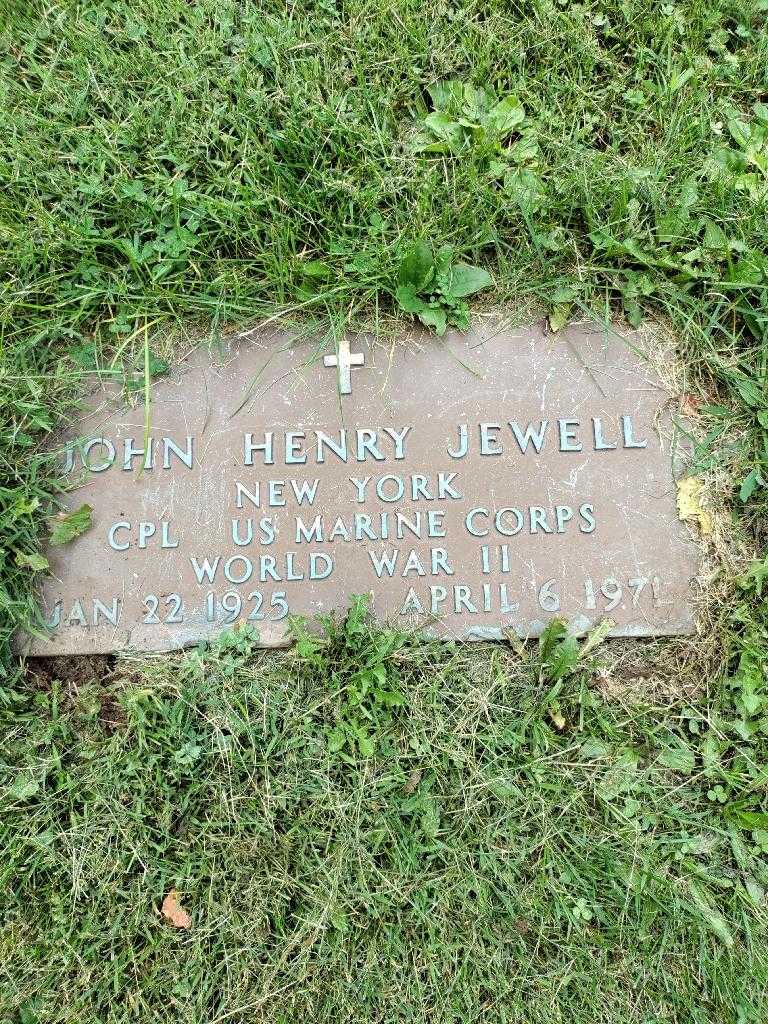 JOHN HENRY JEWELL
NEW YORK
CPL US MARINE CORPS
WORLD WAR II
JAN 22 1925 APRIL 6 1971